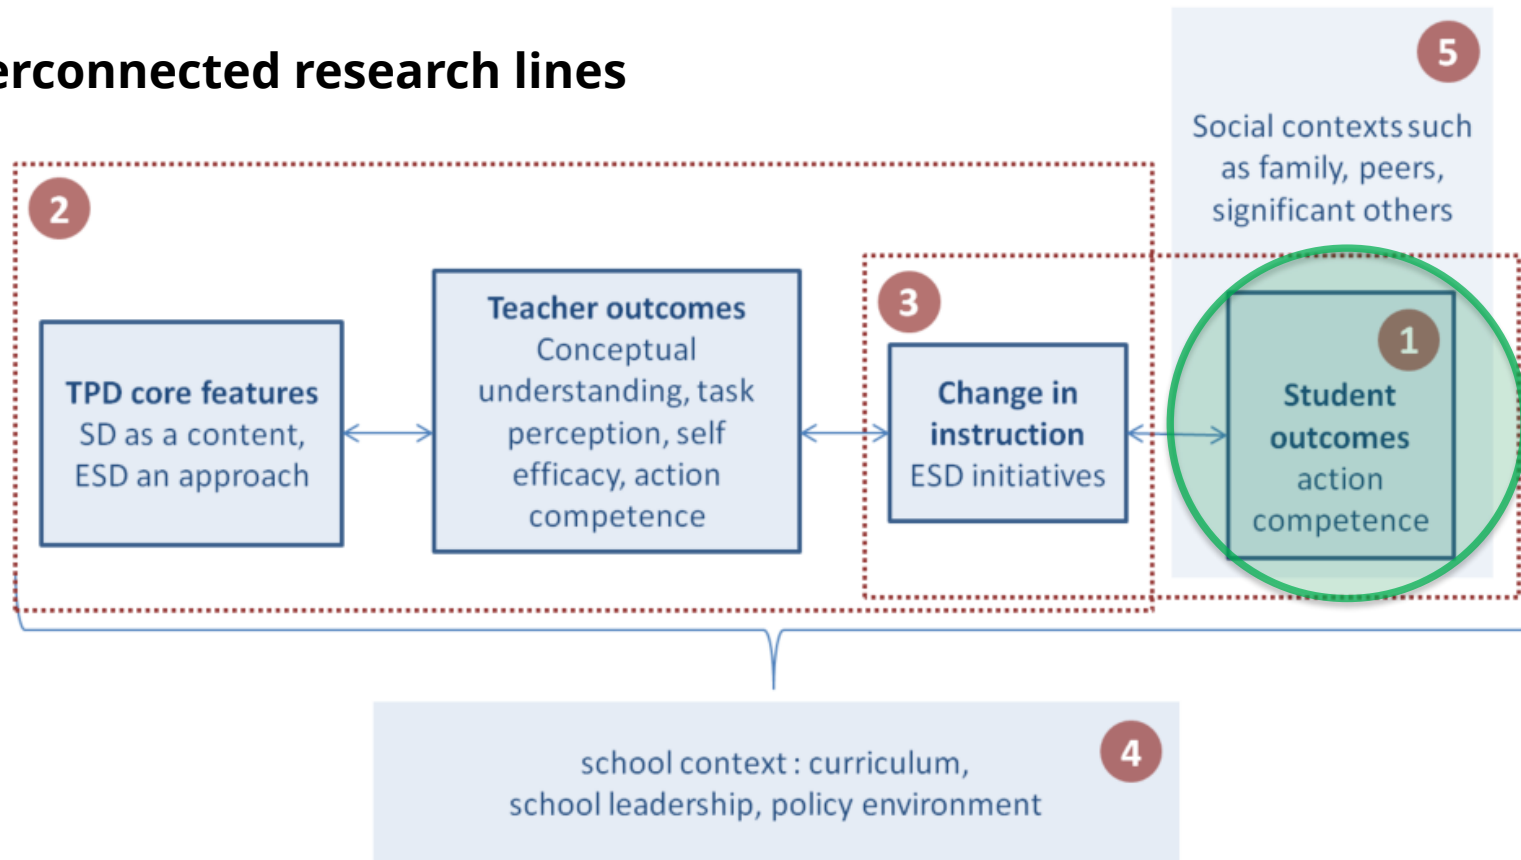 erconnected research lines
5
Social contexts such
as family, peers,
significant others
2
3
1
TPD core features
SD as a content,
ESD an approach
Teacher outcomes
Conceptual
understanding, task
perception, self
efficacy, action
competence
Change in
instruction
ESD initiatives
Student
outcomes
action
competence
4
school context : curriculum,
school leadership, policy environment